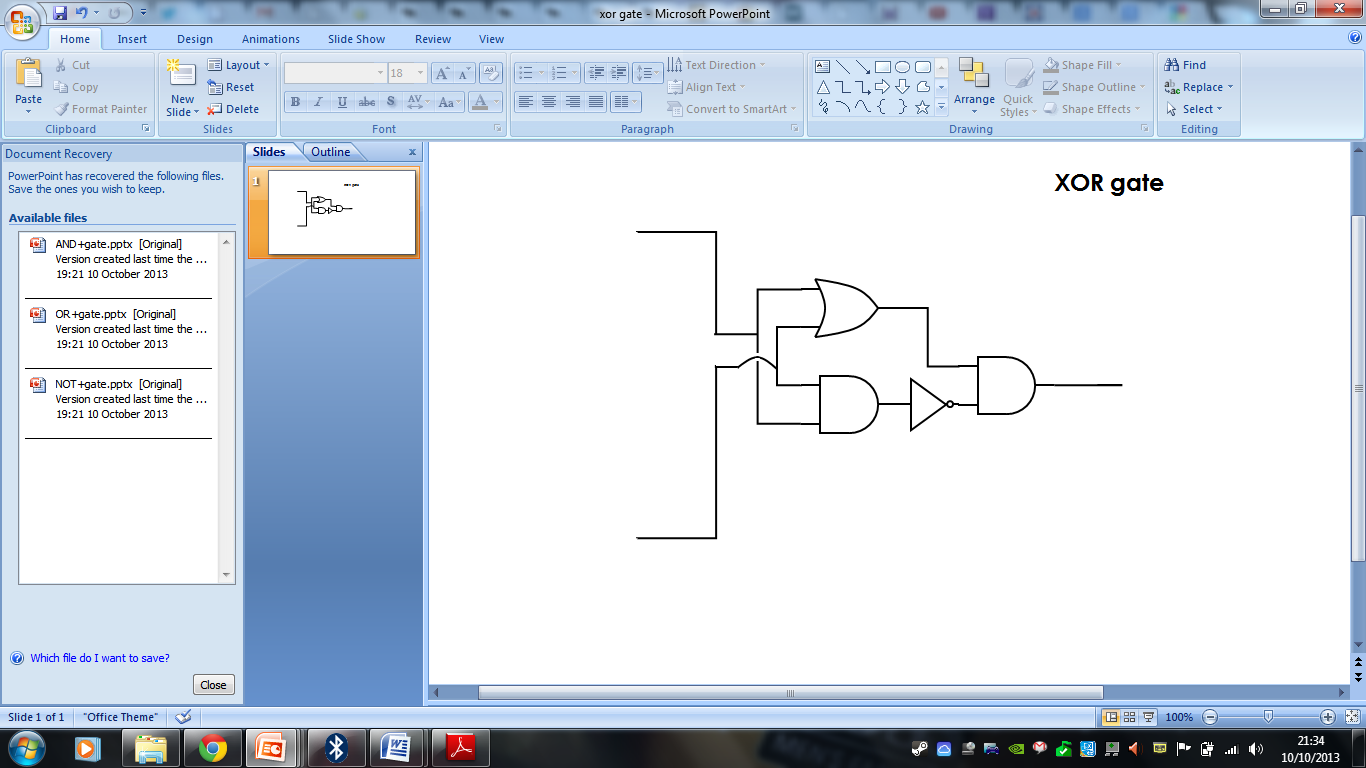 xor gate - Microsoft PowerPoint
Home Insert Design Animations Slide Show Review View
Paste
Cut
Copy
Format Painter
Clipboard
New Slide
Layout
Reset
Delete
Slides
18
B I U abc S AV Aa A
Font
Text Direction
Align Text
Convert to SmartArt
Paragraph
Arrange
Quick Styles
Shape Fill
Shape Outline
Shape Effects
Drawing
Find
Replace
Select
Editing
Document Recovery
PowerPoint has recovered the following files.
Save the ones you wish to keep.
Available files
AND+gate.pptx [Original]
Version created last time the ...
19:21 10 October 2013
OR+gate.pptx [Original]
Version created last time the ...
19:21 10 October 2013
NOT+gate.pptx [Original]
Version created last time the ...
19:21 10 October 2013
Which file do I want to save?
Close
Slides Outline x
1
XOR gate
Slide 1 of 1 "Office Theme" 100%
21:34
10/10/2013